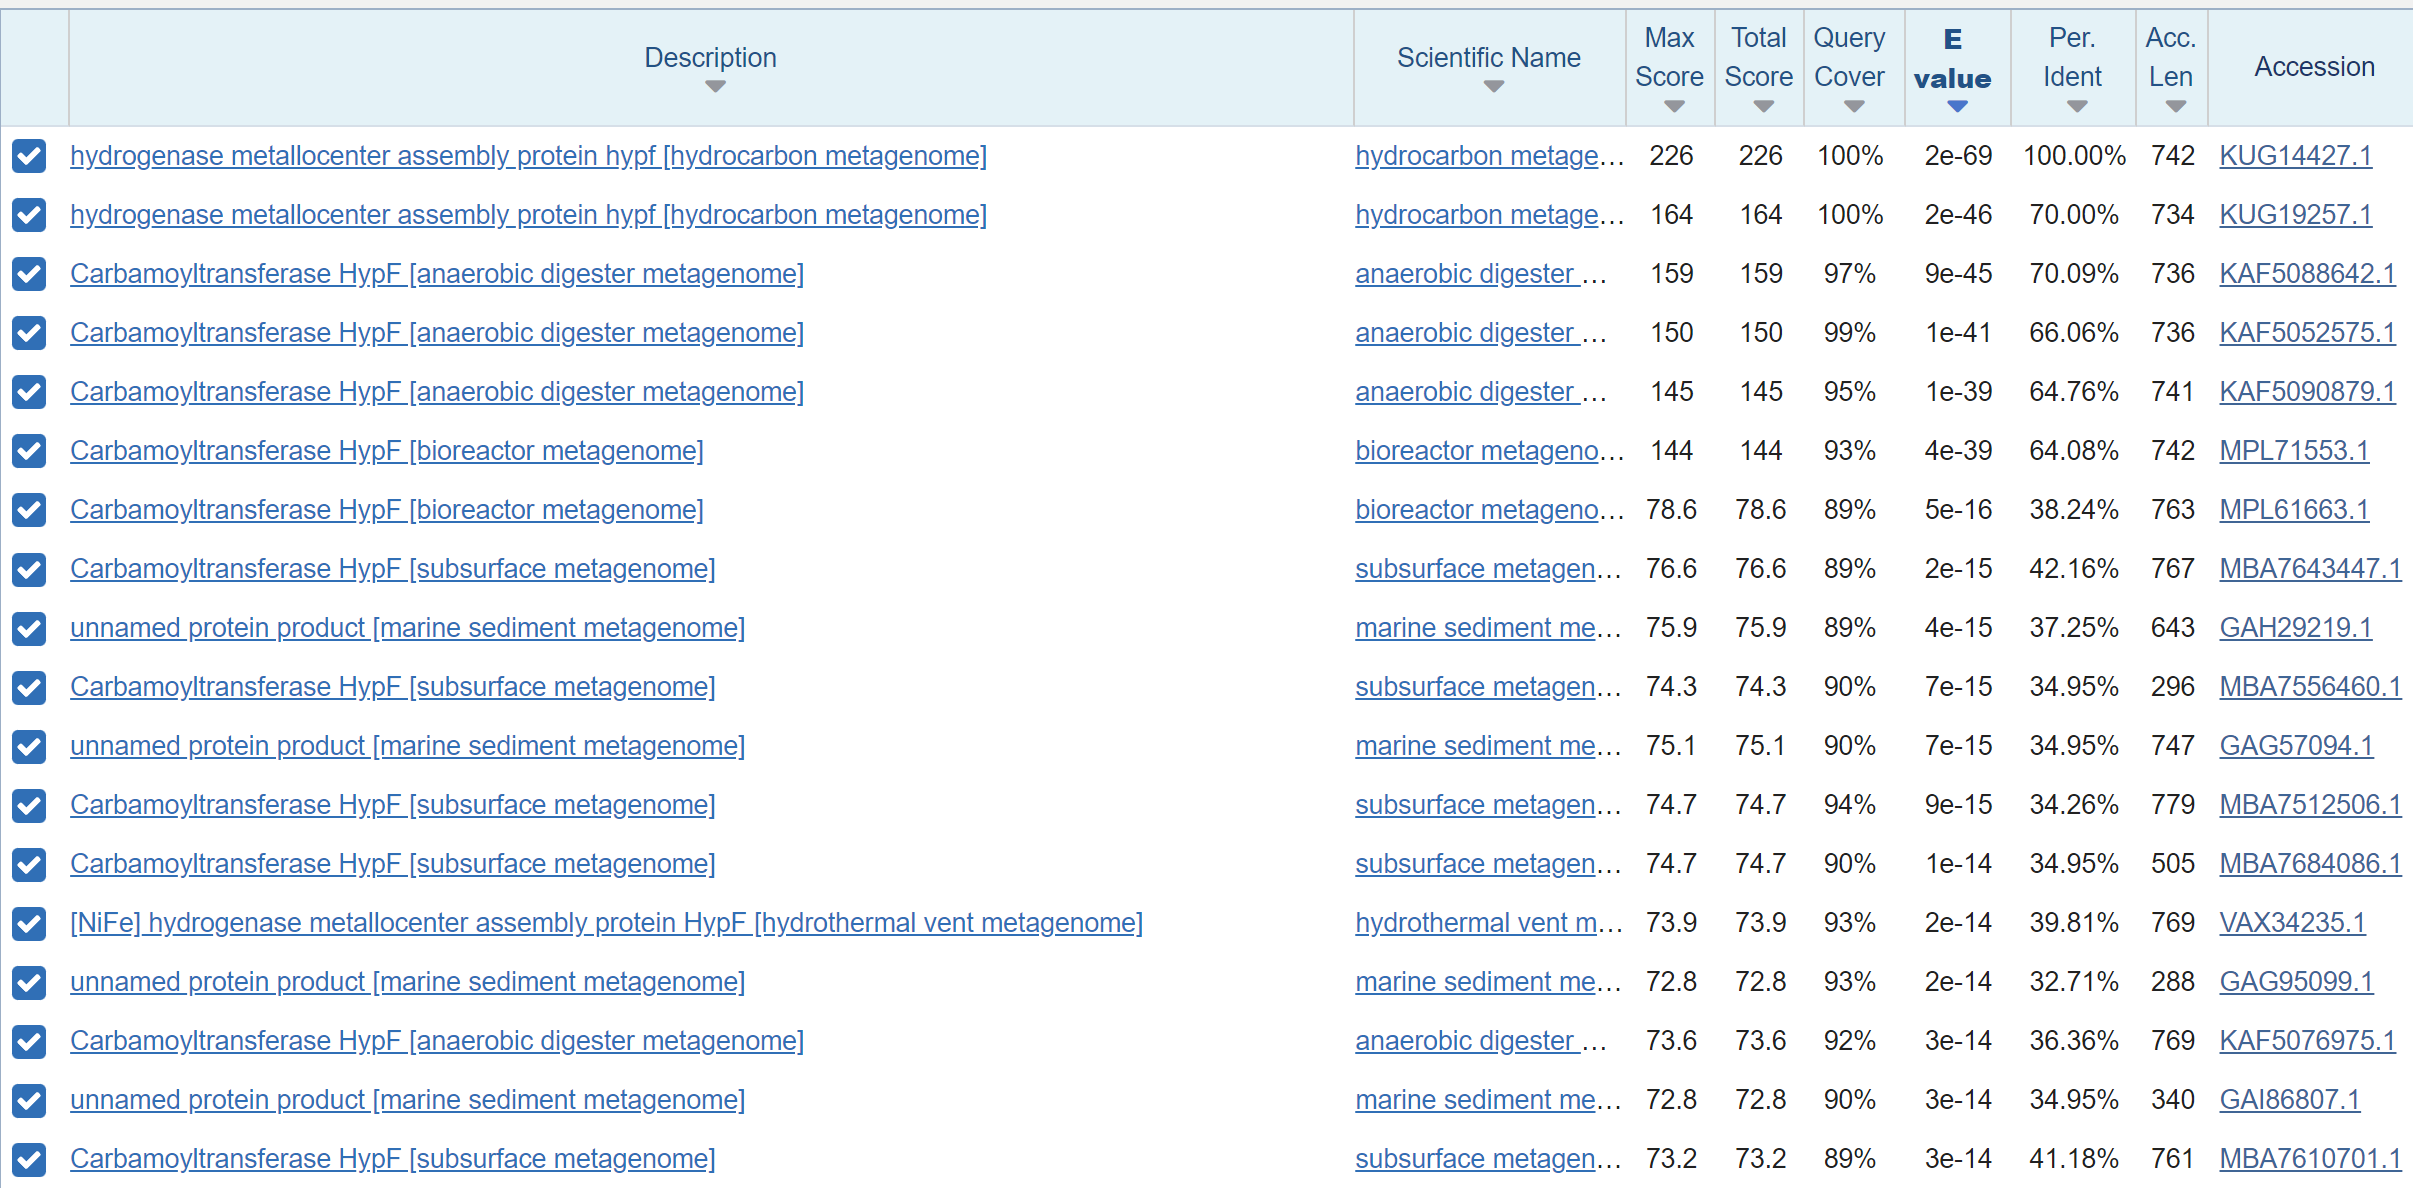 Description Scientific Name Max Score Total Score Query Cover E value Per. Ident Acc. Len Accession
hydrogenase metallocenter assembly protein hypf [hydrocarbon metagenome] hydrocarbon metage... 226 226 100% 2e-69 100.00% 742 KUG14427.1
hydrogenase metallocenter assembly protein hypf [hydrocarbon metagenome] hydrocarbon metage... 164 164 100% 2e-46 70.00% 734 KUG19257.1
Carbamoyltransferase HypF [anaerobic digester metagenome] anaerobic digester ... 159 159 97% 9e-45 70.09% 736 KAF5088642.1
Carbamoyltransferase HypF [anaerobic digester metagenome] anaerobic digester ... 150 150 99% 1e-41 66.06% 736 KAF5052575.1
Carbamoyltransferase HypF [anaerobic digester metagenome] anaerobic digester ... 145 145 95% 1e-39 64.76% 741 KAF5090879.1
Carbamoyltransferase HypF [bioreactor metagenome] bioreactor metageno... 144 144 93% 4e-39 64.08% 742 MPL71553.1
Carbamoyltransferase HypF [bioreactor metagenome] bioreactor metageno... 78.6 78.6 89% 5e-16 38.24% 763 MPL61663.1
Carbamoyltransferase HypF [subsurface metagenome] subsurface metagen... 76.6 76.6 89% 2e-15 42.16% 767 MBA7643447.1
unnamed protein product [marine sediment metagenome] marine sediment me... 75.9 75.9 89% 4e-15 37.25% 643 GAH29219.1
Carbamoyltransferase HypF [subsurface metagenome] subsurface metagen... 74.3 74.3 90% 7e-15 34.95% 296 MBA7556460.1
unnamed protein product [marine sediment metagenome] marine sediment me... 75.1 75.1 90% 7e-15 34.95% 747 GAG57094.1
Carbamoyltransferase HypF [subsurface metagenome] subsurface metagen... 74.7 74.7 94% 9e-15 34.26% 779 MBA7512506.1
Carbamoyltransferase HypF [subsurface metagenome] subsurface metagen... 74.7 74.7 90% 1e-14 34.95% 505 MBA7684086.1
[NiFe] hydrogenase metallocenter assembly protein HypF [hydrothermal vent metagenome] hydrothermal vent m... 73.9 73.9 93% 2e-14 39.81% 769 VAX34235.1
unnamed protein product [marine sediment metagenome] marine sediment me... 72.8 72.8 93% 2e-14 32.71% 288 GAG95099.1
Carbamoyltransferase HypF [anaerobic digester metagenome] anaerobic digester ... 73.6 73.6 92% 3e-14 36.36% 769 KAF5076975.1
unnamed protein product [marine sediment metagenome] marine sediment me... 72.8 72.8 90% 3e-14 34.95% 340 GAI86807.1
Carbamoyltransferase HypF [subsurface metagenome] subsurface metagen... 73.2 73.2 89% 3e-14 41.18% 761 MBA7610701.1